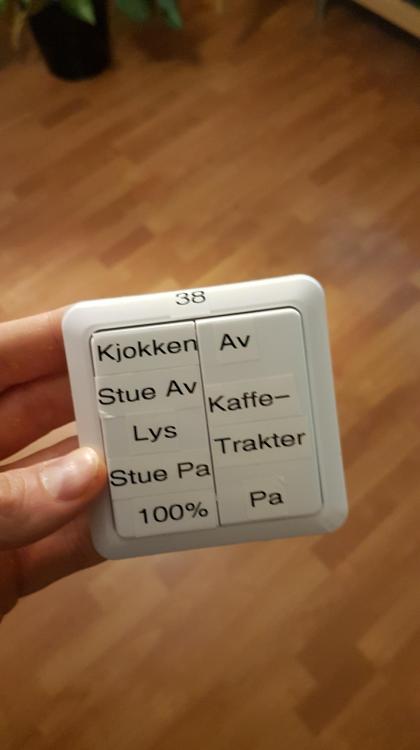 38
Kjokken
Stue Av
Lys
Stue Pa
100%
Av
Kaffe-
Trakter
Pa